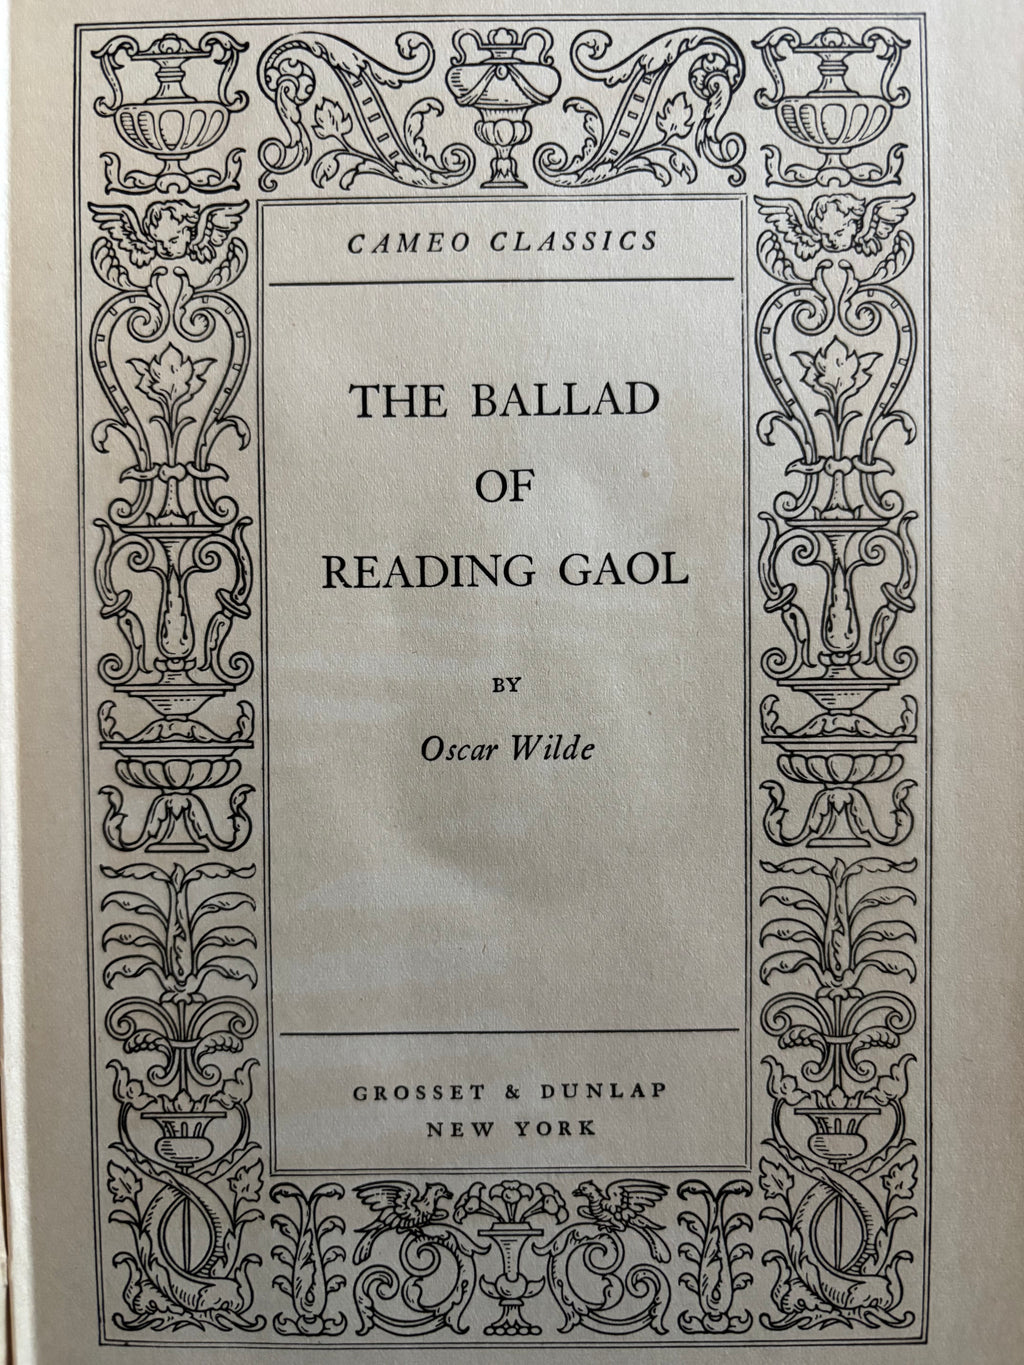 CAMEO CLASSICS
THE BALLAD
OF
READING GAOL
BY
Oscar Wilde
GROSSET & DUNLAP
NEW YORK